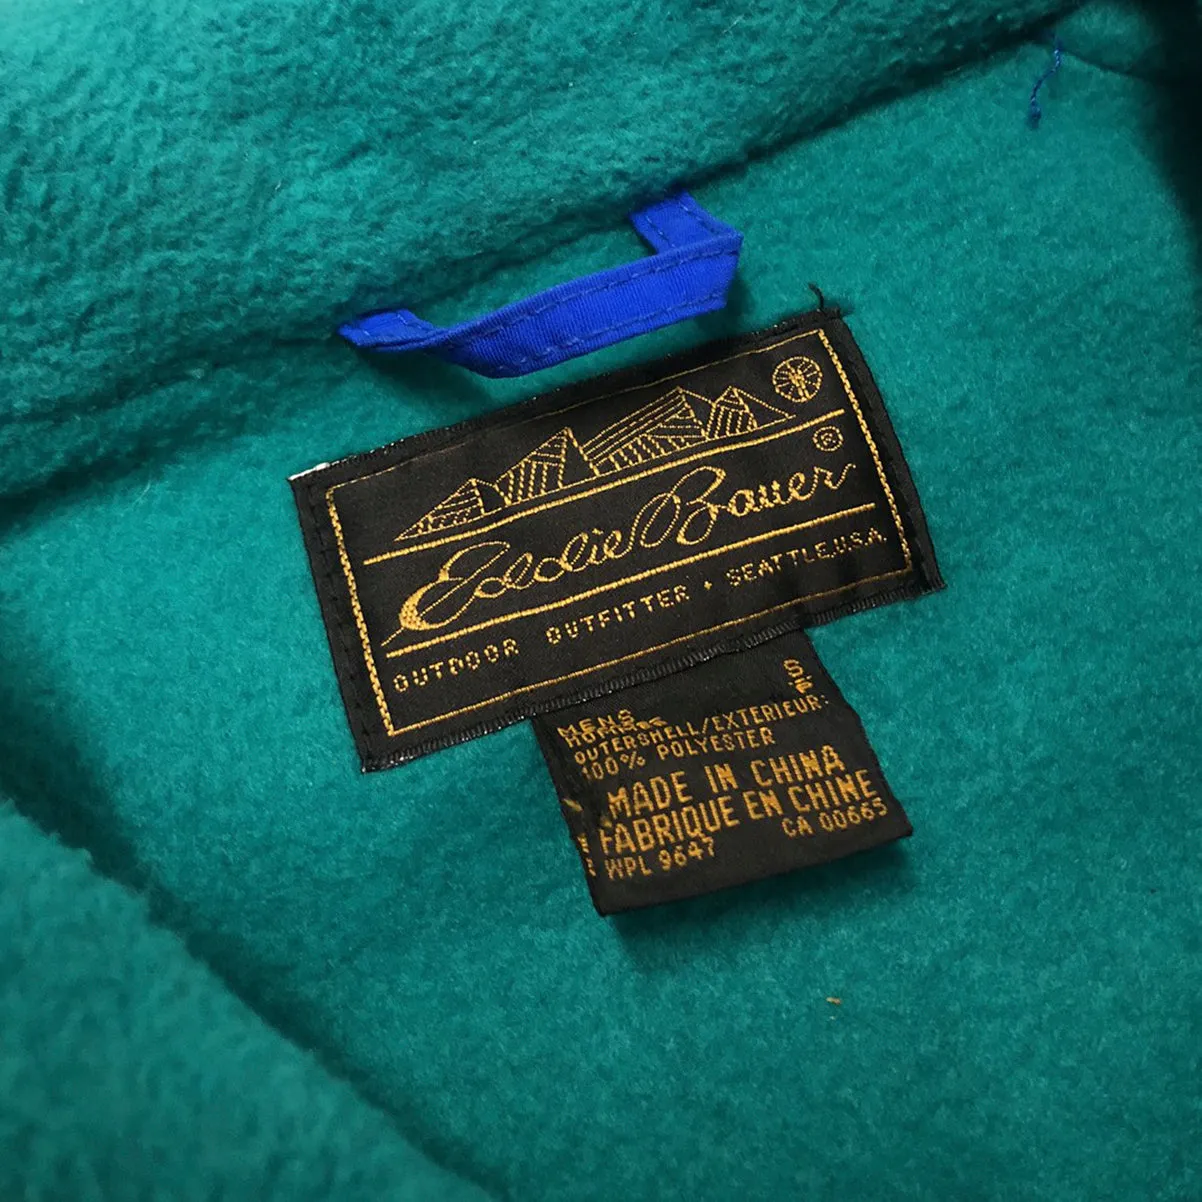 Eddie Bauer ®
OUTDOOR OUTFITTER • SEATTLE, U.S.A.
S/P
MENS
HOMMES
OUTERSHELL/EXTERIEUR:
100% POLYESTER
MADE IN CHINA
FABRIQUE EN CHINE
WPL 9647 CA 00665